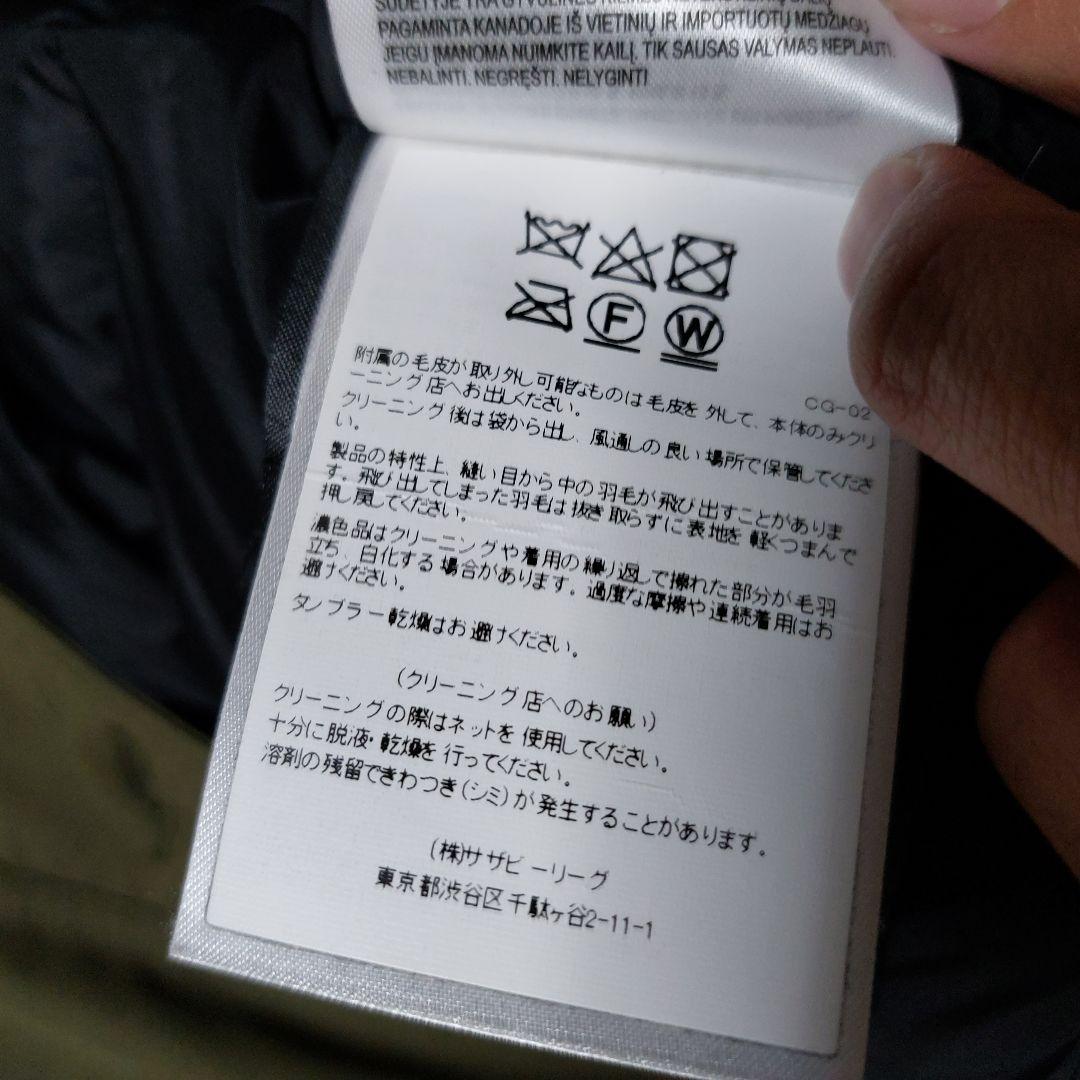 PAGAMINTA KANADOJE IŠ VIETINIŲ IR IMPORTUOTŲ MEDŽIAGŲ
JEIGU ĮMANOMA NUIMKITE KAILĮ, TIK SAUSAS VALYMAS NEPLAUTI.
NEBALINTI. NEGRĘŠTI. NELYGINTI
F W
CG-02
附属の毛皮が取り外し可能なものは毛皮を外して、本体のみクリ
ーニング店へお出しください。
クリーニング後は袋から出し、風通しの良い場所で保管してくださ
い。
製品の特性上、縫い目から中の羽毛が飛び出すことがありま
す。飛び出してしまった羽毛は抜き取らずに表地を軽くつまんで
押し戻してください。
濃色品はクリーニングや着用の繰り返しで擦れた部分が毛羽
立ち、白化する場合があります。過度な摩擦や連続着用はお
避けください。
タンブラー乾燥はお避けください。
(クリーニング店へのお願い)
クリーニングの際はネットを使用してください。
十分に脱液・乾燥を行ってください。
溶剤の残留できわつき(シミ)が発生することがあります。
(株)サザビーリーグ
東京都渋谷区千駄ヶ谷2-11-1